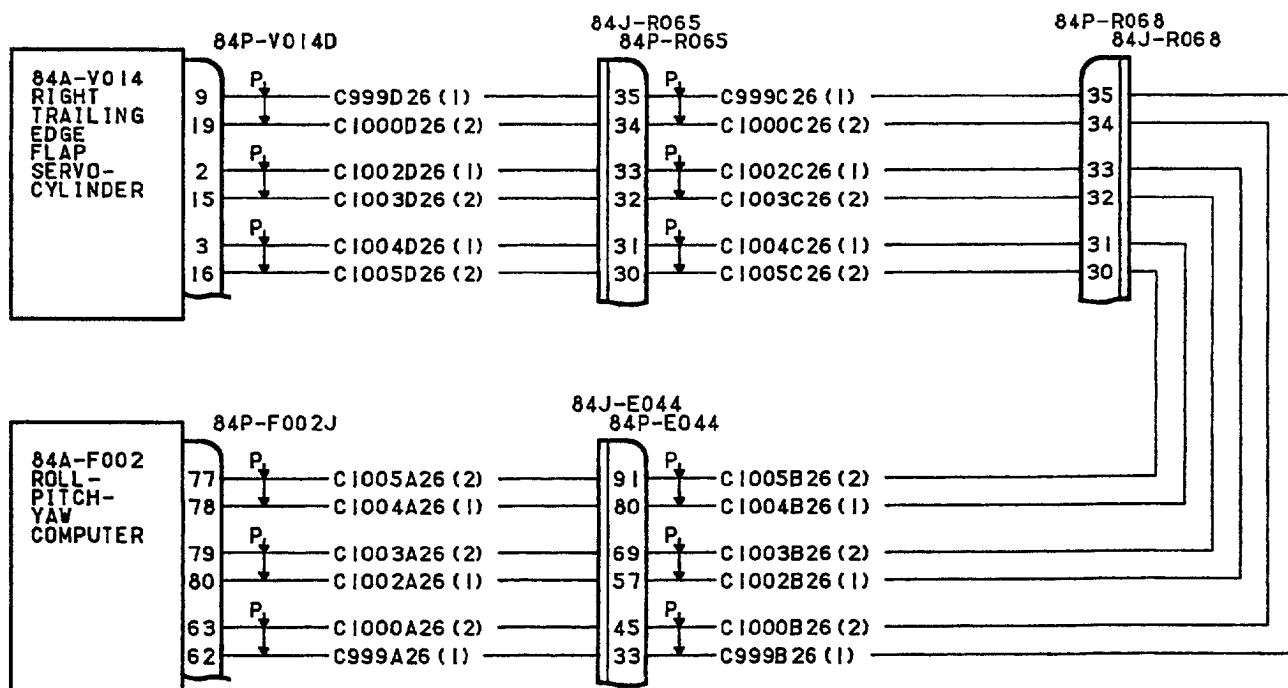 84P-V014D
84J-R065
84P-R065
84P-R068
84J-R068
84A-V014
RIGHT
TRAILING
EDGE
FLAP
SERVO-
CYLINDER
9 P C999D26(1) 35 P C999C26(1) 35
19 C1000D26(2) 34 C1000C26(2) 34
2 P C1002D26(1) 33 P C1002C26(1) 33
15 C1003D26(2) 32 C1003C26(2) 32
3 P C1004D26(1) 31 P C1004C26(1) 31
16 C1005D26(2) 30 C1005C26(2) 30
84P-F002J
84J-E044
84P-E044
84A-F002
ROLL-
PITCH-
YAW
COMPUTER
77 P C1005A26(2) 91 P C1005B26(2)
78 C1004A26(1) 80 C1004B26(1)
79 P C1003A26(2) 69 P C1003B26(2)
80 C1002A26(1) 57 C1002B26(1)
63 P C1000A26(2) 45 P C1000B26(2)
62 C999A26(1) 33 C999B26(1)